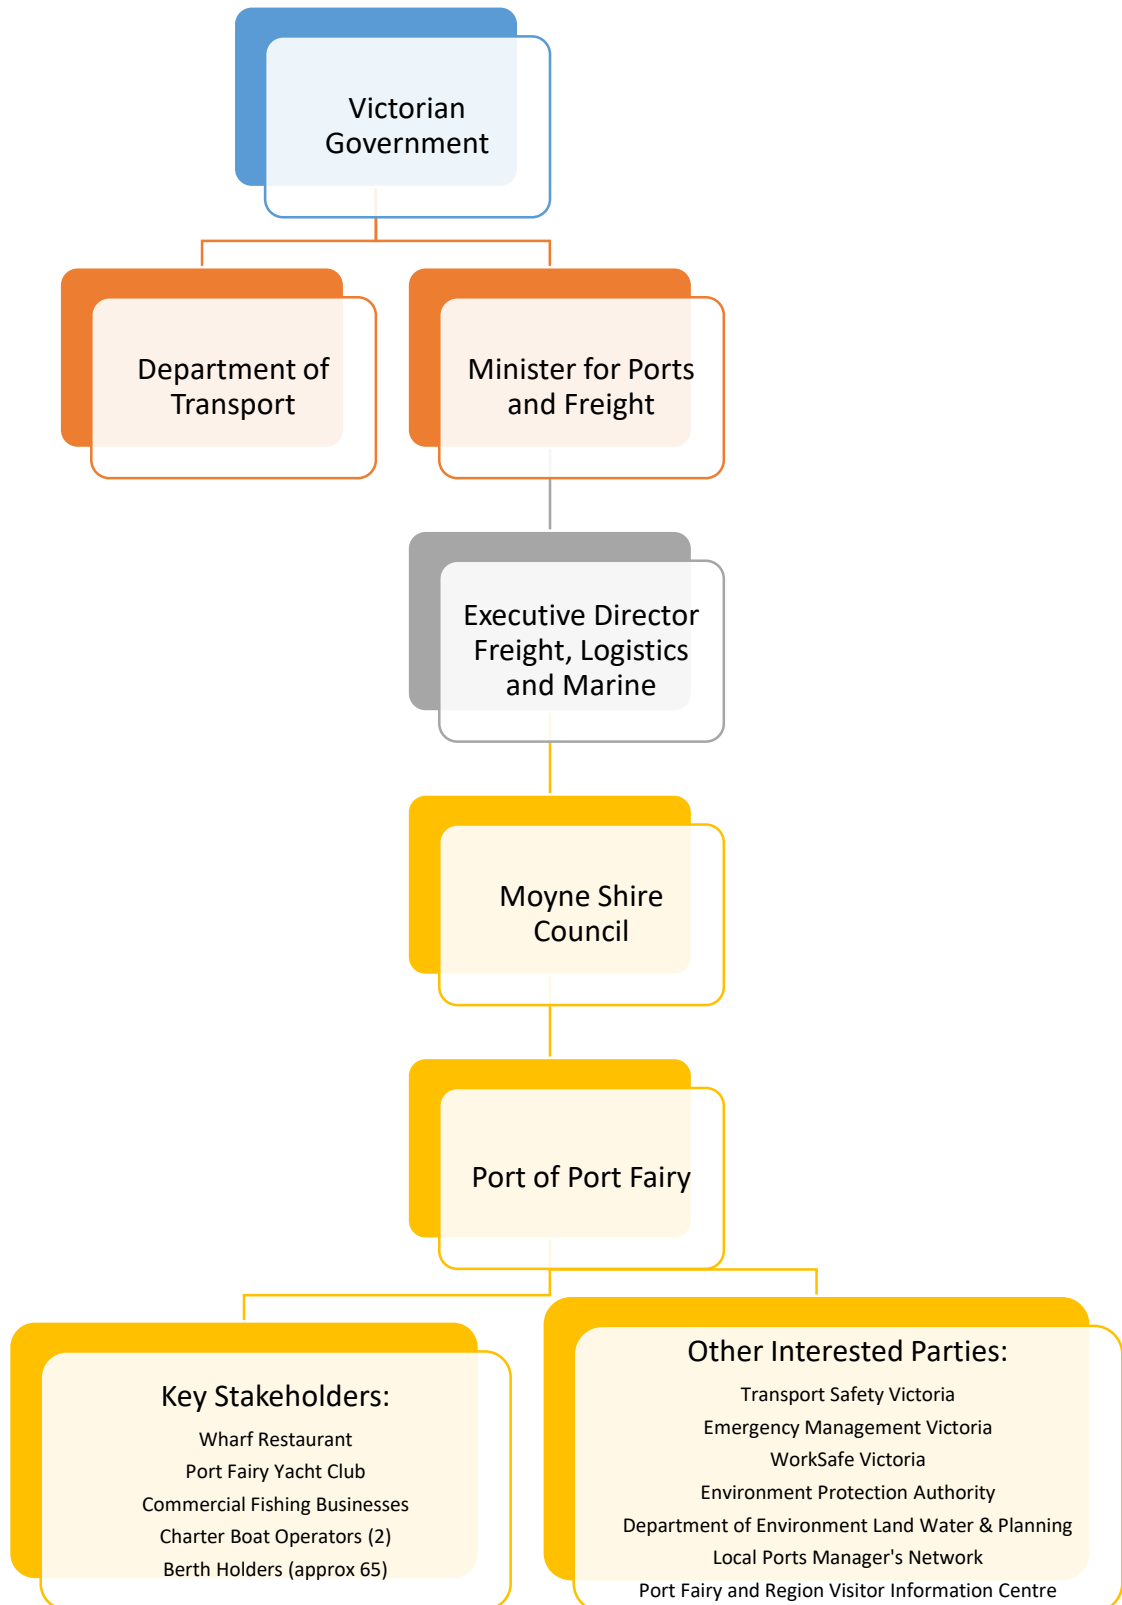 Victorian
Government
Department of
Transport
Minister for Ports
and Freight
Executive Director
Freight, Logistics
and Marine
Moyne Shire
Council
Port of Port Fairy
Key Stakeholders:
Wharf Restaurant
Port Fairy Yacht Club
Commercial Fishing Businesses
Charter Boat Operators (2)
Berth Holders (approx 65)
Other Interested Parties:
Transport Safety Victoria
Emergency Management Victoria
WorkSafe Victoria
Environment Protection Authority
Department of Environment Land Water & Planning
Local Ports Manager's Network
Port Fairy and Region Visitor Information Centre